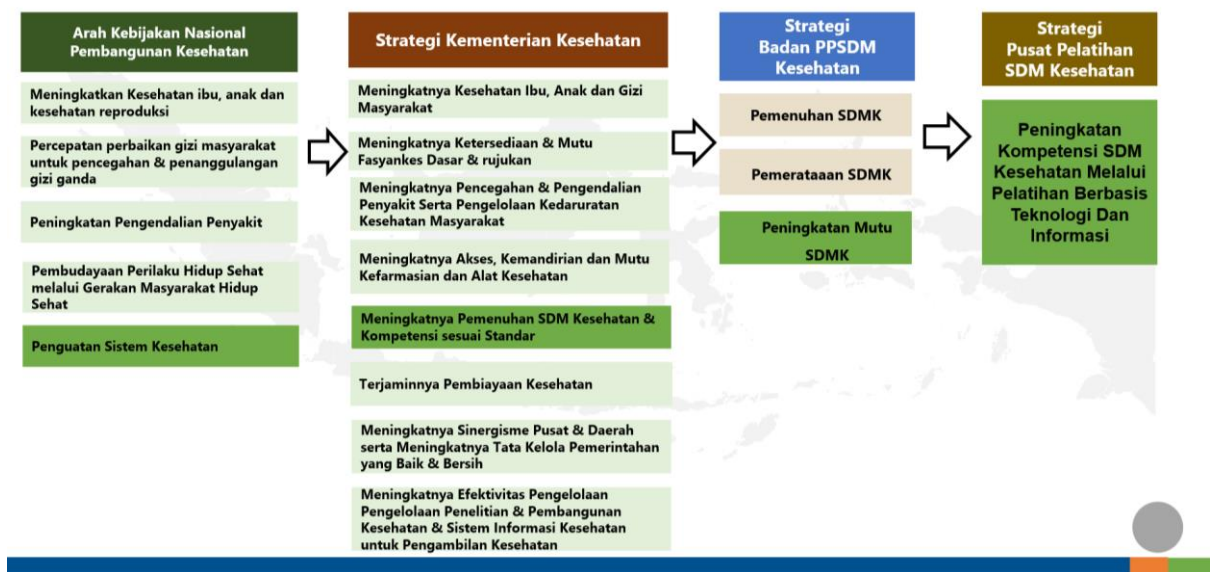 Arah Kebijakan Nasional
Pembangunan Kesehatan
Meningkatkan Kesehatan ibu, anak dan
kesehatan reproduksi
Percepatan perbaikan gizi masyarakat
untuk pencegahan & penanggulangan
gizi ganda
Peningkatan Pengendalian Penyakit
Pembudayaan Perilaku Hidup Sehat
melalui Gerakan Masyarakat Hidup
Sehat
Penguatan Sistem Kesehatan
Strategi Kementerian Kesehatan
Meningkatnya Kesehatan Ibu, Anak dan Gizi
Masyarakat
Meningkatnya Ketersediaan & Mutu
Fasyankes Dasar & rujukan
Meningkatnya Pencegahan & Pengendalian
Penyakit Serta Pengelolaan Kedaruratan
Kesehatan Masyarakat
Meningkatnya Akses, Kemandirian dan Mutu
Kefarmasian dan Alat Kesehatan
Meningkatnya Pemenuhan SDM Kesehatan &
Kompetensi sesuai Standar
Terjaminnya Pembiayaan Kesehatan
Meningkatnya Sinergisme Pusat & Daerah
serta Meningkatnya Tata Kelola Pemerintahan
yang Baik & Bersih
Meningkatnya Efektivitas Pengelolaan
Pengelolaan Penelitian & Pembangunan
Kesehatan & Sistem Informasi Kesehatan
untuk Pengambilan Kesehatan
Strategi
Badan PPSDM
Kesehatan
Pemenuhan SDMK
Pemerataaan SDMK
Peningkatan Mutu
SDMK
Strategi
Pusat Pelatihan
SDM Kesehatan
Peningkatan
Kompetensi SDM
Kesehatan Melalui
Pelatihan Berbasis
Teknologi Dan
Informasi